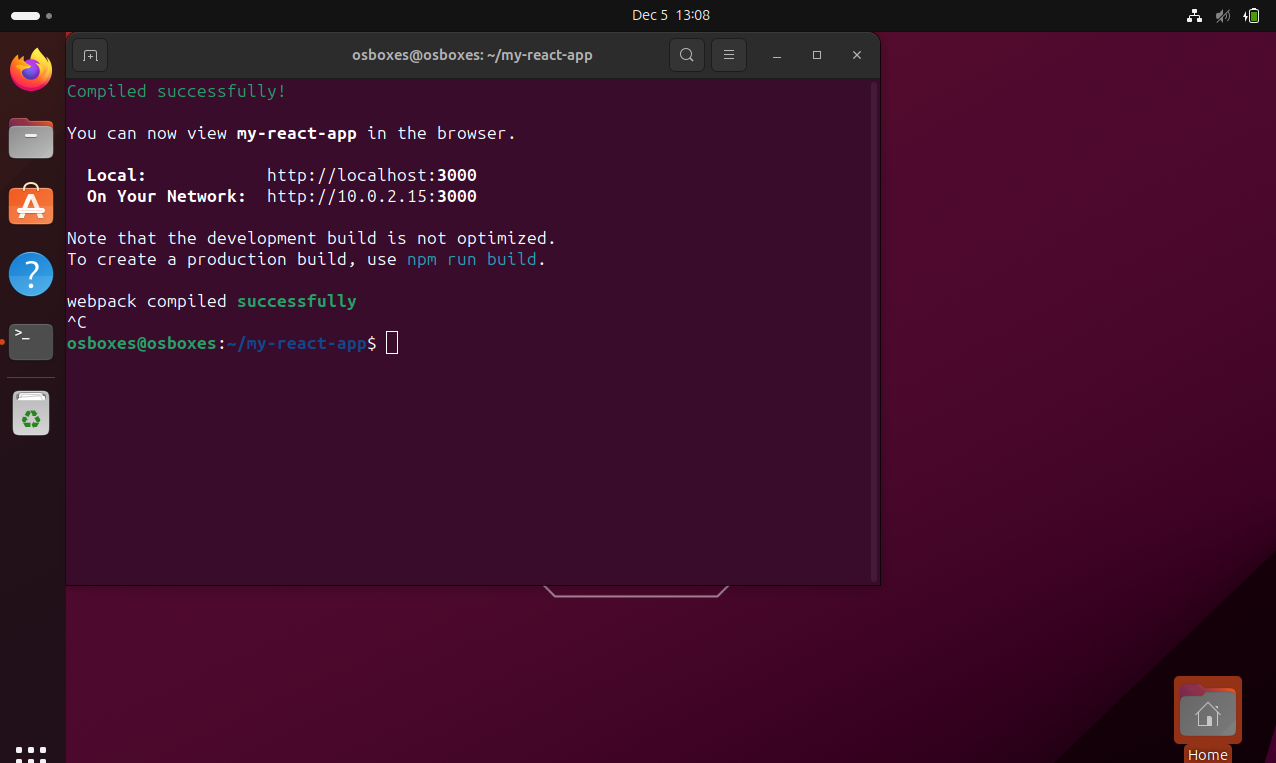 Dec 5 13:08
osboxes@osboxes: ~/my-react-app
Compiled successfully!
You can now view my-react-app in the browser.
Local: http://localhost:3000
On Your Network: http://10.0.2.15:3000
Note that the development build is not optimized.
To create a production build, use npm run build.
webpack compiled successfully
^C
osboxes@osboxes:~/my-react-app$
Home